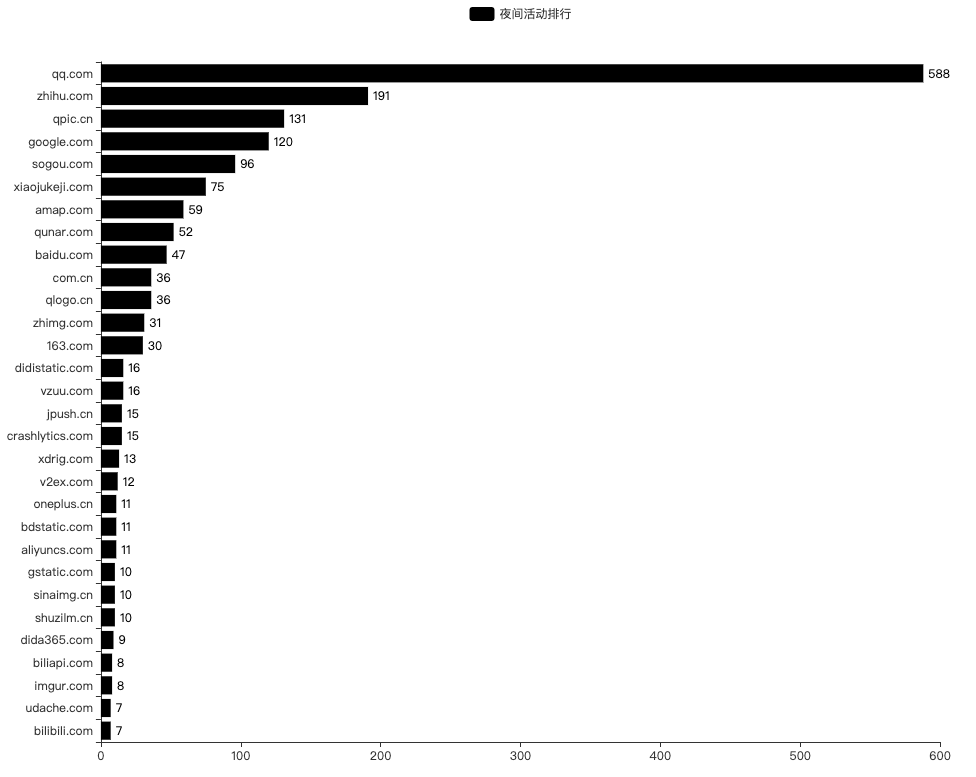 夜间活动排行
qq.com 588
zhihu.com 191
qpic.cn 131
google.com 120
sogou.com 96
xiaojukeji.com 75
amap.com 59
qunar.com 52
baidu.com 47
com.cn 36
qlogo.cn 36
zhimg.com 31
163.com 30
didistatic.com 16
vzuu.com 16
jpush.cn 15
crashlytics.com 15
xdrig.com 13
v2ex.com 12
oneplus.cn 11
bdstatic.com 11
aliyuncs.com 11
gstatic.com 10
sinaimg.cn 10
shuzilm.cn 10
dida365.com 9
biliapi.com 8
imgur.com 8
udache.com 7
bilibili.com 7
0 100 200 300 400 500 600